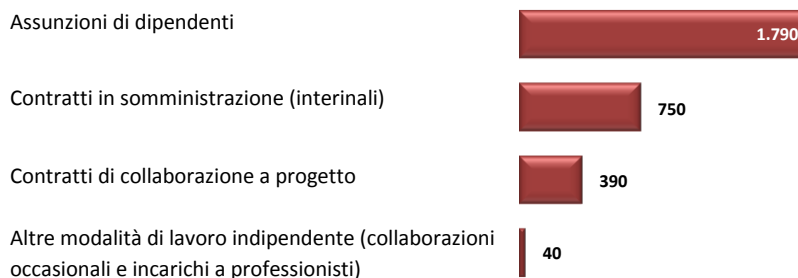 Assunzioni di dipendenti
1.790
Contratti in somministrazione (interinali)
750
Contratti di collaborazione a progetto
390
Altre modalità di lavoro indipendente (collaborazioni
occasionali e incarichi a professionisti)
40